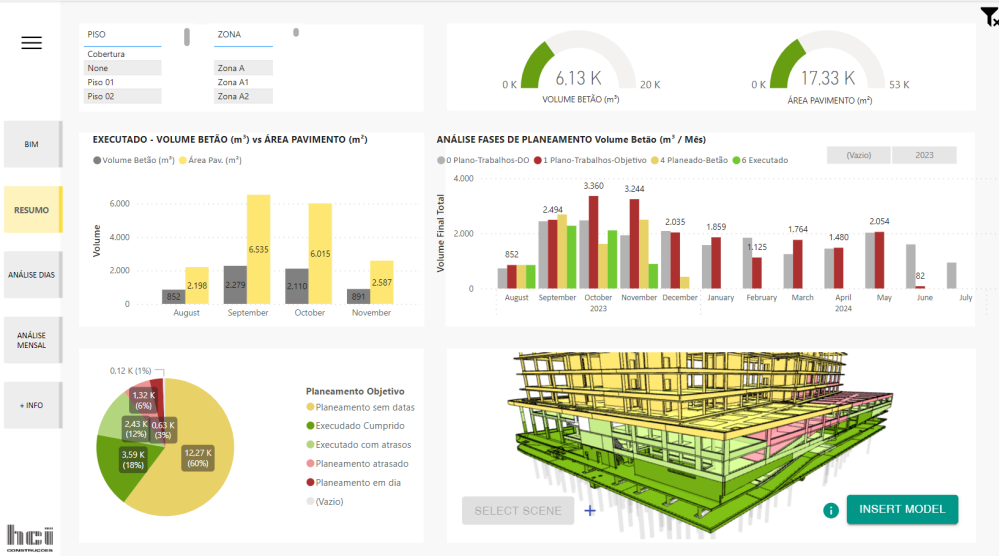 PISO
Cobertura
None
Piso 01
Piso 02
ZONA
Zona A
Zona A1
Zona A2
0 K
6,13 K
20 K
VOLUME BETÃO (m³)
0 K
17,33 K
53 K
ÁREA PAVIMENTO (m²)
BIM
RESUMO
ANÁLISE DIAS
ANÁLISE
MENSAL
+ INFO
hci
CONSTRUÇÕES
EXECUTADO - VOLUME BETÃO (m³) vs ÁREA PAVIMENTO (m²)
Volume Betão (m³) Área Pav. (m²)
Volume
6.000
4.000
2.000
0
852
2.198
2.279
6.535
2.110
6.015
891
2.587
August September October November
ANÁLISE FASES DE PLANEAMENTO Volume Betão (m³ / Mês)
0 Plano-Trabalhos-DO 1 Plano-Trabalhos-Objetivo 4 Planeado-Betão 6 Executado
(Vazio) 2023
Volume Final Total
4.000
2.000
0
852
2.494
3.360
3.244
2.035
1.859
1.125
1.764
1.480
2.054
82
August September October November December January February March April May June July
2023 2024
0,12 K (1%)
1,32 K
(6%)
0,63 K
(3%)
2,43 K
(12%)
3,59 K
(18%)
12,27 K
(60%)
Planeamento Objetivo
Planeamento sem datas
Execudado Cumprido
Executado com atrasos
Planeamento atrasado
Planeamento em dia
(Vazio)
SELECT SCENE +
i
INSERT MODEL